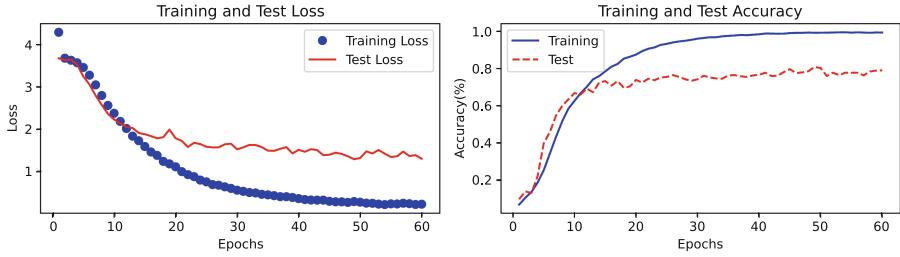 Training and Test Loss
Loss
4
3
2
1
Training Loss
Test Loss
0 10 20 30 40 50 60
Epochs
Training and Test Accuracy
Accuracy(%)
1.0
0.8
0.6
0.4
0.2
Training
Test
0 10 20 30 40 50 60
Epochs